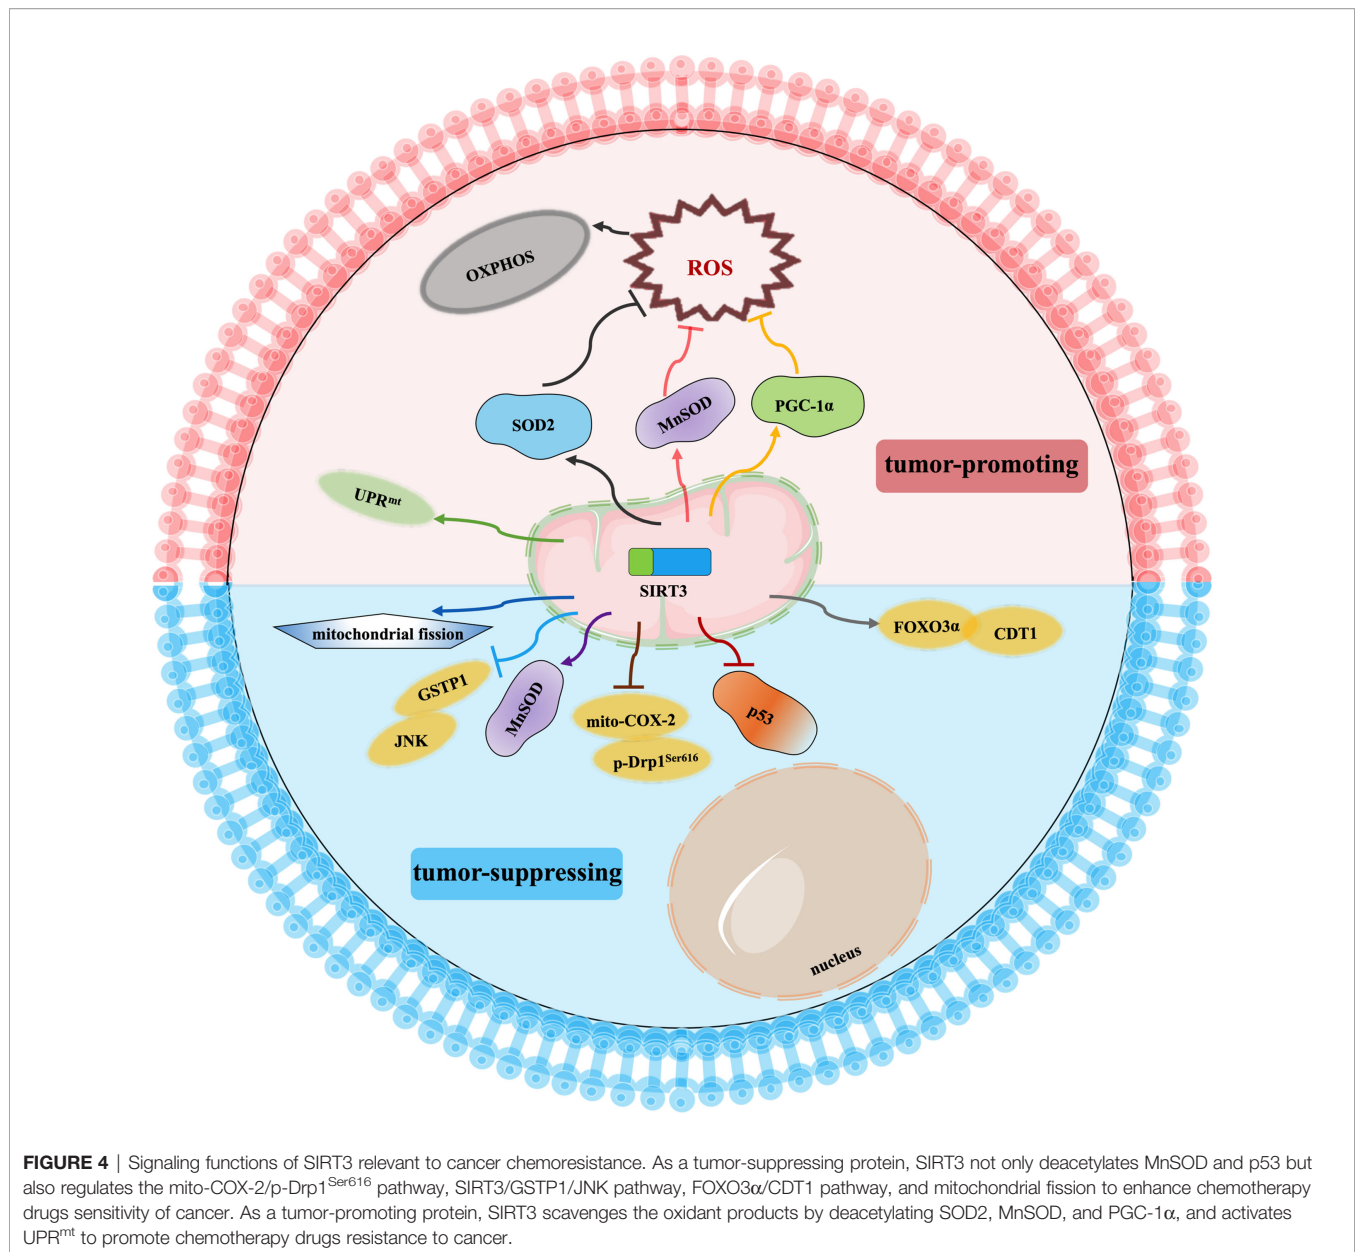 OXPHOS
ROS
SOD2
MnSOD
PGC-1α
tumor-promoting
UPRmt
SIRT3
mitochondrial fission
FOXO3α
CDT1
GSTP1
JNK
MnSOD
mito-COX-2
p-Drp1Ser616
p53
tumor-suppressing
nucleus
FIGURE 4 | Signaling functions of SIRT3 relevant to cancer chemoresistance. As a tumor-suppressing protein, SIRT3 not only deacetylates MnSOD and p53 but
also regulates the mito-COX-2/p-Drp1Ser616 pathway, SIRT3/GSTP1/JNK pathway, FOXO3α/CDT1 pathway, and mitochondrial fission to enhance chemotherapy
drugs sensitivity of cancer. As a tumor-promoting protein, SIRT3 scavenges the oxidant products by deacetylating SOD2, MnSOD, and PGC-1α, and activates
UPRmt to promote chemotherapy drugs resistance to cancer.